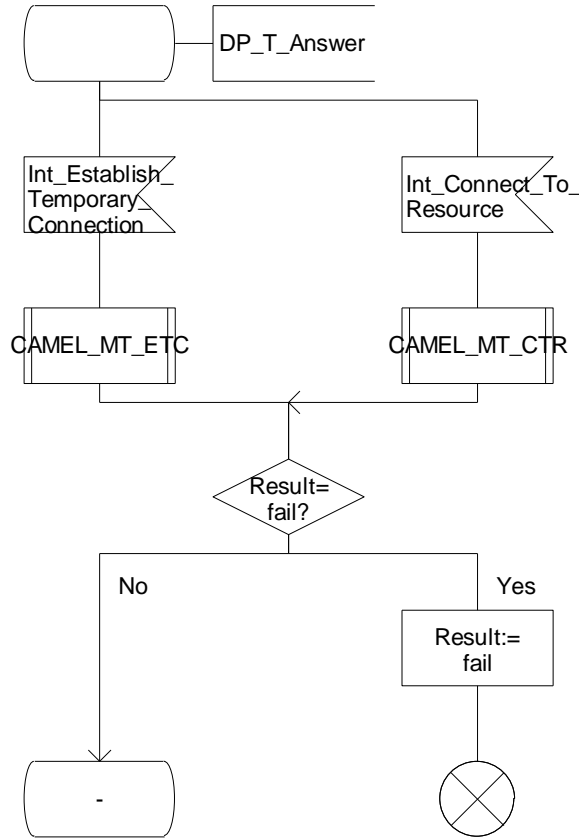 DP_T_Answer
Int_Establish_
Temporary_
Connection
Int_Connect_To_
Resource
CAMEL_MT_ETC
CAMEL_MT_CTR
Result=
fail?
No
Yes
Result:=
fail
-